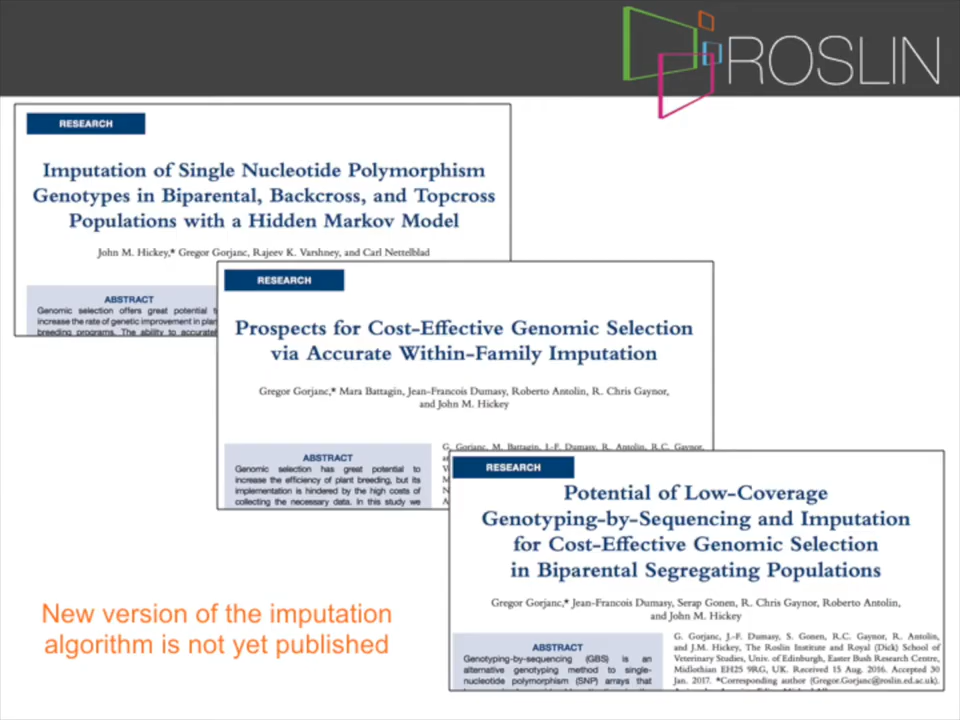 ROSLIN
RESEARCH
Imputation of Single Nucleotide Polymorphism
Genotypes in Biparental, Backcross, and Topcross
Populations with a Hidden Markov Model
John M. Hickey,* Gregor Gorjanc, Rajeev K. Varshney, and Carl Nettelblad
ABSTRACT
Genomic selection offers great potential
increase the rate of genetic improvement in
breeding programs. The ability to
RESEARCH
Prospects for Cost-Effective Genomic Selection
via Accurate Within-Family Imputation
Gregor Gorjanc,* Mara Battagin, Jean-Francois Dumasy, Roberto Antolin, R. Chris Gaynor,
and John M. Hickey
ABSTRACT
Genomic selection has great potential to
increase the efficiency of plant breeding, but its
implementation is hindered by the high costs of
collecting the necessary data. In this study we
G. Gorjanc, M. Battagin, J.-F. Dumasy, R. Antolin, R.C. Gaynor,
RESEARCH
Potential of Low-Coverage
Genotyping-by-Sequencing and Imputation
for Cost-Effective Genomic Selection
in Biparental Segregating Populations
Gregor Gorjanc,* Jean-Francois Dumasy, Serap Gonen, R. Chris Gaynor, Roberto Antolin,
and John M. Hickey
ABSTRACT
Genotyping-by-sequencing (GBS) is an
alternative genotyping method to single-
nucleotide polymorphism (SNP) arrays that
G. Gorjanc, J.-F. Dumasy, S. Gonen, R.C. Gaynor, R. Antolin,
and J.M. Hickey, The Roslin Institute and Royal (Dick) School of
Veterinary Studies, Univ. of Edinburgh, Easter Bush Research Centre,
Midlothian EH25 9RG, UK. Received 15 Aug. 2016. Accepted 30
Jan. 2017. *Corresponding author (Gregor.Gorjanc@roslin.ed.ac.uk).
New version of the imputation
algorithm is not yet published